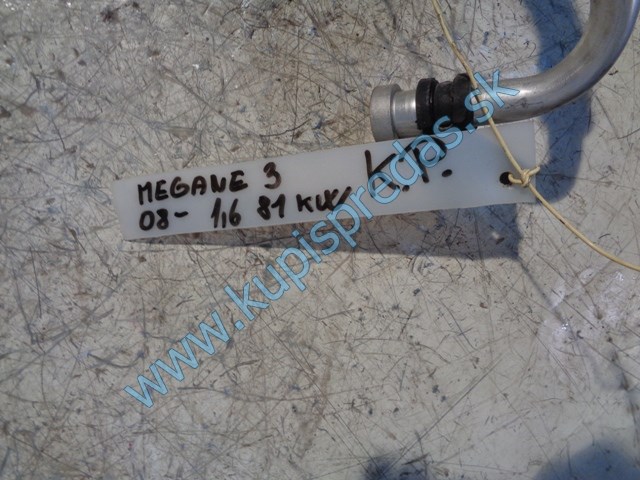 MEGANE 3
08- 1,6 81 KW
www.kupispredas.sk